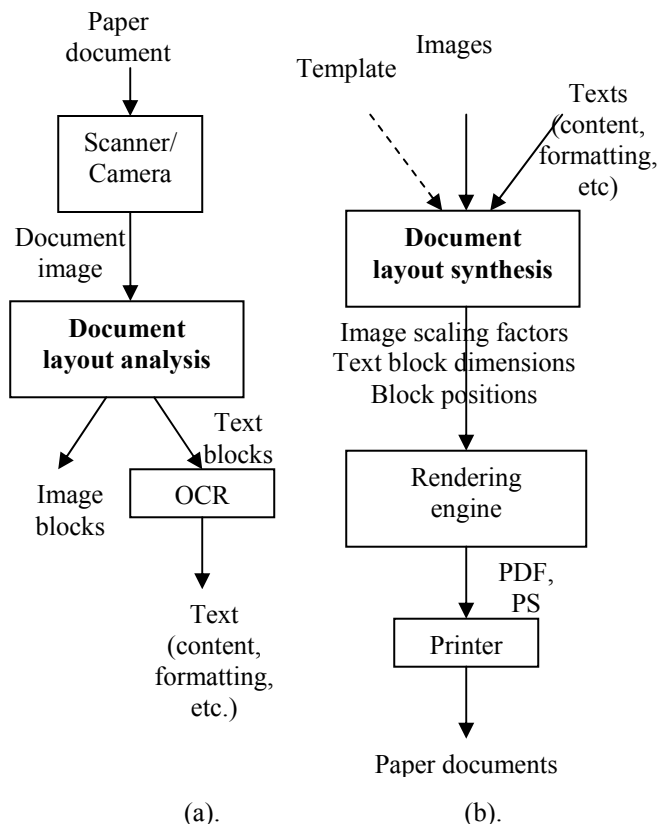 Paper
document
Scanner/
Camera
Document
image
Document
layout analysis
Text
blocks
Image
blocks
OCR
Text
(content,
formatting,
etc.)
(a).
Images
Template
Texts
(content,
formatting,
etc)
Document
layout synthesis
Image scaling factors
Text block dimensions
Block positions
Rendering
engine
PDF,
PS
Printer
Paper documents
(b).